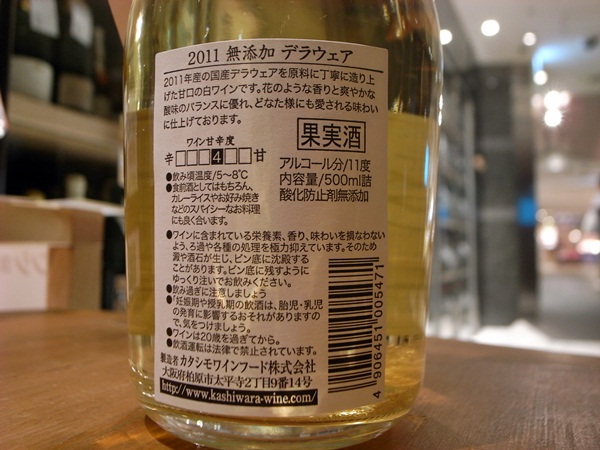 2011 無添加 デラウェア
2011年産の国産デラウェアを原料に丁寧に造り上
げた甘口の白ワインです。花のような香りと爽やかな
酸味のバランスに優れ、どなた様にも愛される味わい
に仕上げております。
ワイン甘辛度
辛□□□4□□甘
●飲み頃温度/5〜8℃
●食前酒としてはもちろん、
カレーライスやお好み焼き
などのスパイシーなお料理
にも良く合います。
果実酒
アルコール分/11度
内容量/500ml詰
酸化防止剤無添加
●ワインに含まれている栄養素、香り、味わいを損なわない
よう、ろ過や各種の処理を極力抑えています。そのため
澱や酒石が生じ、ビン底に沈殿する
ことがあります。ビン底に残すように
ゆっくり注いでお飲みください。
●飲み過ぎに注意しましょう
●「妊娠期や授乳期の飲酒は、胎児・乳児
の発育に影響するおそれがありますの
で、気をつけましょう。
●ワインは20歳を過ぎてから。
●飲酒運転は法律で禁止されています。
製造者 カタシモワインフード株式会社
大阪府柏原市太平寺2丁目9番14号
http://www.kashiwara-wine.com/
4 906451 005471